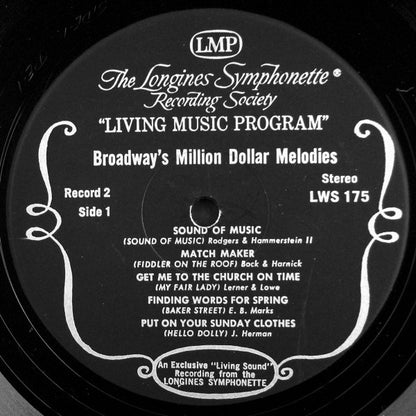 LMP
The Longines Symphonette®
Recording Society
"LIVING MUSIC PROGRAM"
Broadway's Million Dollar Melodies
Record 2
Side 1
Stereo
LWS 175
SOUND OF MUSIC
(SOUND OF MUSIC) Rodgers & Hammerstein II
MATCH MAKER
(FIDDLER ON THE ROOF) Bock & Harnick
GET ME TO THE CHURCH ON TIME
(MY FAIR LADY) Lerner & Lowe
FINDING WORDS FOR SPRING
(BAKER STREET) E. B. Marks
PUT ON YOUR SUNDAY CLOTHES
(HELLO DOLLY) J. Herman
An Exclusive "Living Sound"
Recording from the
LONGINES SYMPHONETTE